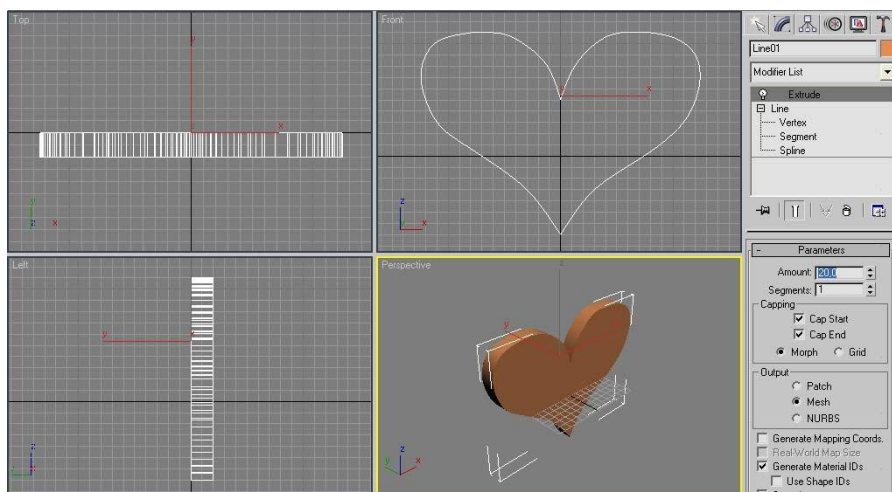 Top
Front
Left
Perspective
y
x
x
y
x
y
z
x
z
x
z
x
y
z
x
Line01
Modifier List
Extrude
Line
Vertex
Segment
Spline
Parameters
Amount: 20,0
Segments: 1
Capping
Cap Start
Cap End
Morph Grid
Output
Patch
Mesh
NURBS
Generate Mapping Coords.
Real-World Map Size
Generate Material IDs
Use Shape IDs